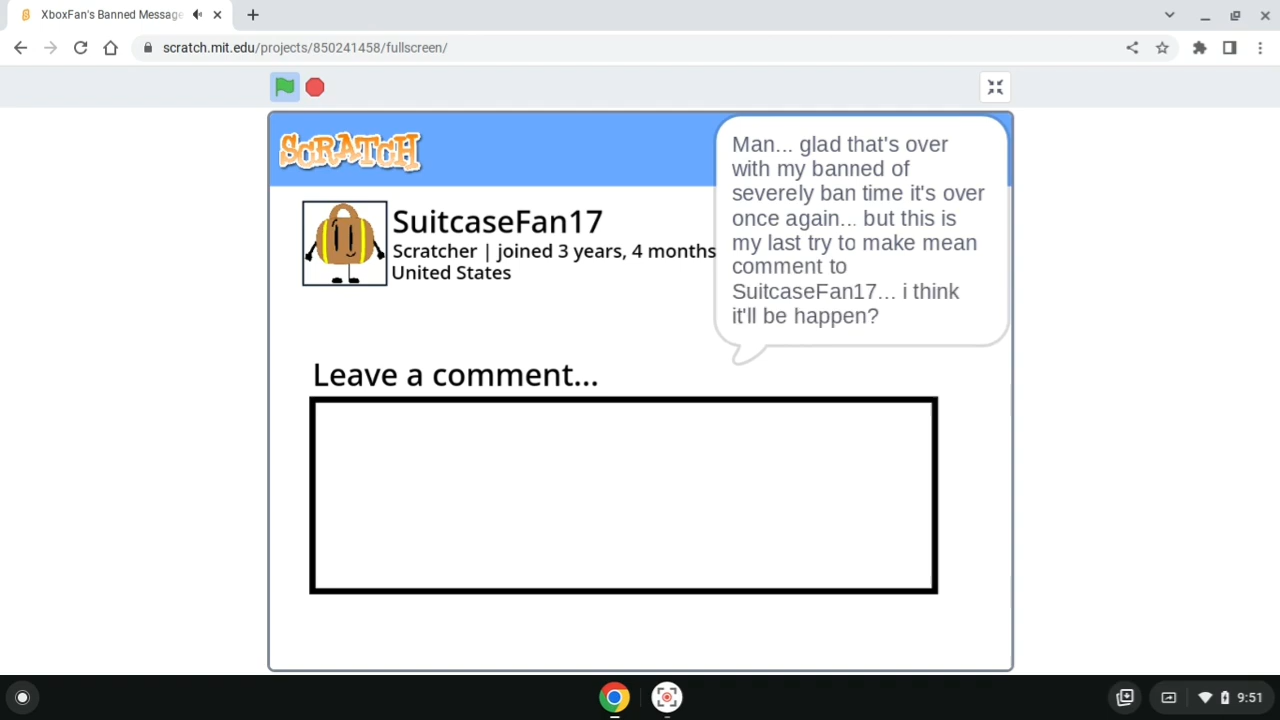 XboxFan's Banned Message
scratch.mit.edu/projects/850241458/fullscreen/
SCRATCH
Man... glad that's over
with my banned of
severely ban time it's over
once again... but this is
my last try to make mean
comment to
SuitcaseFan17... i think
it'll be happen?
SuitcaseFan17
Scratcher | joined 3 years, 4 months
United States
Leave a comment...
9:51